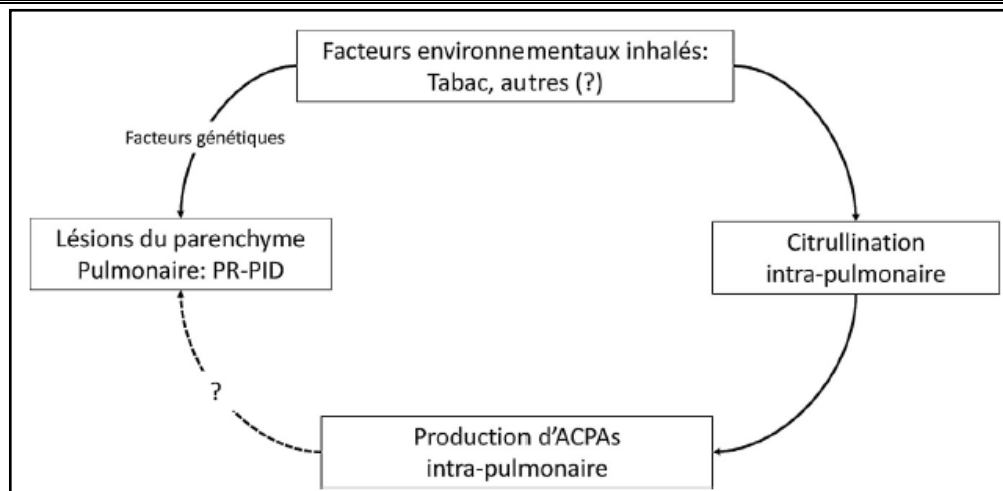 Facteurs environnementaux inhalés:
Tabac, autres (?)
Facteurs génétiques
Lésions du parenchyme
Pulmonaire: PR-PID
Citrullination
intra-pulmonaire
?
Production d'ACPAs
intra-pulmonaire